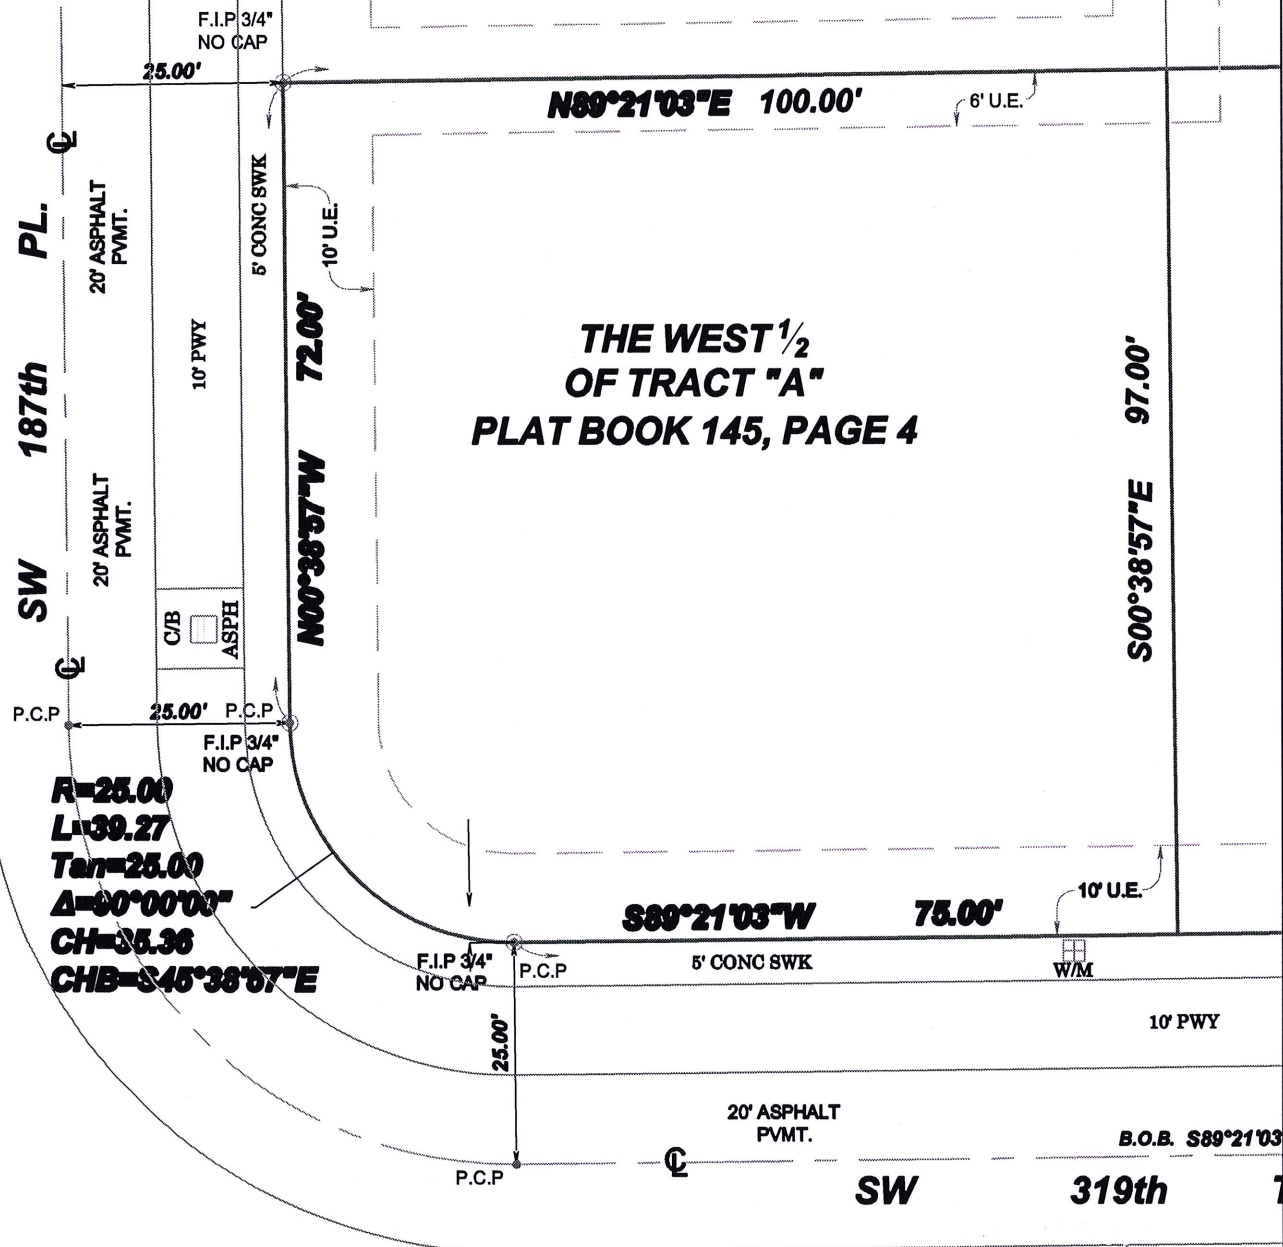 F.I.P 3/4"
NO CAP
25.00'
N89°21'03"E 100.00'
6' U.E.
℄
20' ASPHALT
PVMT.
5' CONC SWK
10' U.E.
SW 187th PL.
10' PWY
72.00'
N00°38'57"W
THE WEST 1/2
OF TRACT "A"
PLAT BOOK 145, PAGE 4
S00°38'57"E 97.00'
20' ASPHALT
PVMT.
C/B
ASPH
℄
P.C.P
25.00'
P.C.P
F.I.P 3/4"
NO CAP
R=25.00
L=39.27
Tan=25.00
Δ=90°00'00"
CH=35.36
CHB=S45°38'57"E
10' U.E.
S89°21'03"W 75.00'
F.I.P 3/4"
NO CAP
P.C.P
5' CONC SWK
W/M
25.00'
10' PWY
20' ASPHALT
PVMT.
B.O.B. S89°21'03
P.C.P
℄
SW 319th